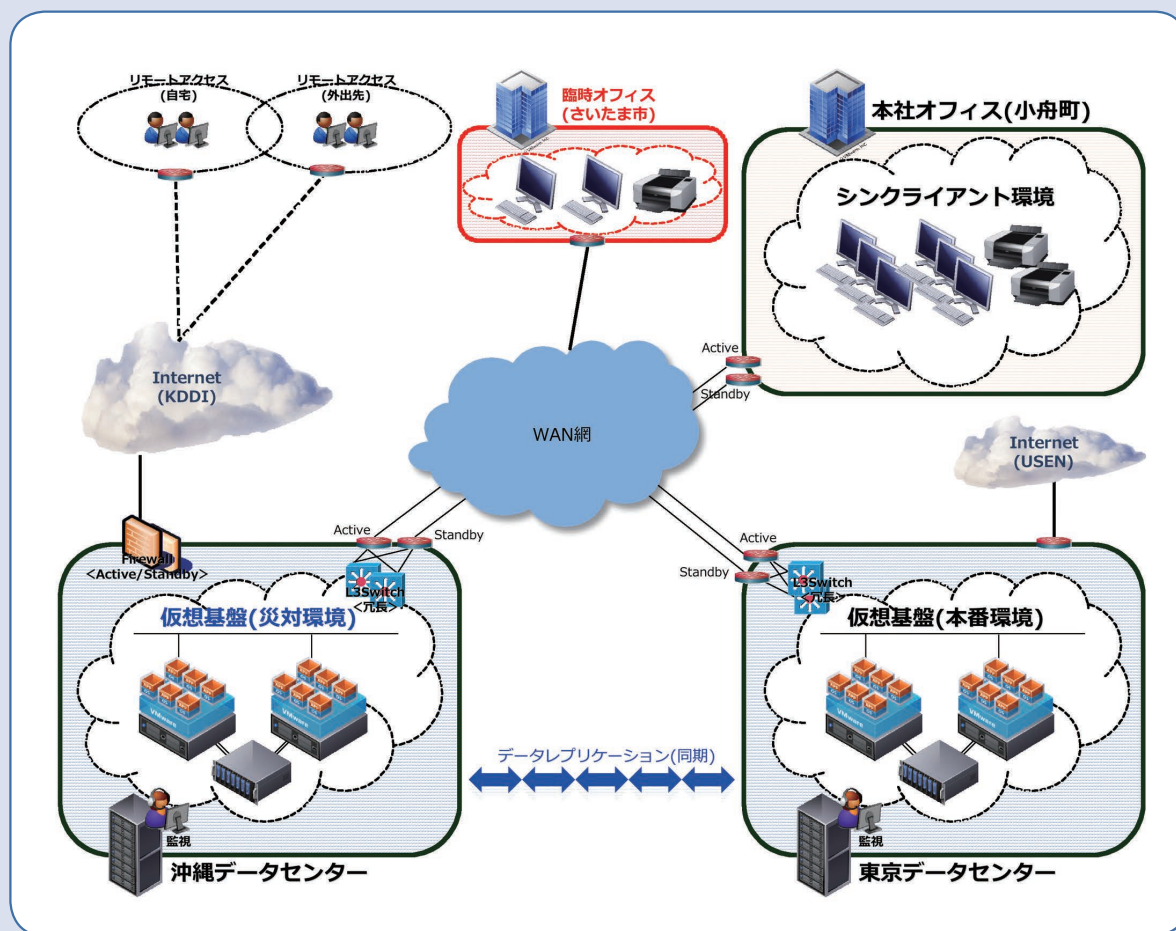 リモートアクセス
(自宅)
リモートアクセス
(外出先)
臨時オフィス
(さいたま市)
本社オフィス(小舟町)
シンクライアント環境
Internet
(KDDI)
WAN網
Active
Standby
Internet
(USEN)
Firewall
<Active/Standby>
Active
Standby
L3Switch
<冗長>
仮想基盤(災対環境)
VMware
VMware
監視
沖縄データセンター
データレプリケーション(同期)
Active
Standby
L3Switch
<冗長>
仮想基盤(本番環境)
VMware
VMware
監視
東京データセンター